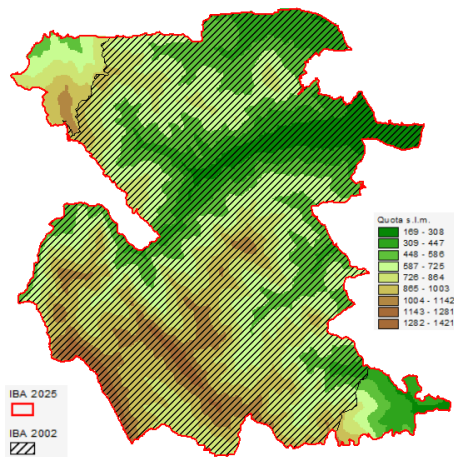 Quota s.l.m.
169 - 308
309 - 447
448 - 586
587 - 725
726 - 864
865 - 1003
1004 - 1142
1143 - 1281
1282 - 1421
IBA 2025
IBA 2002